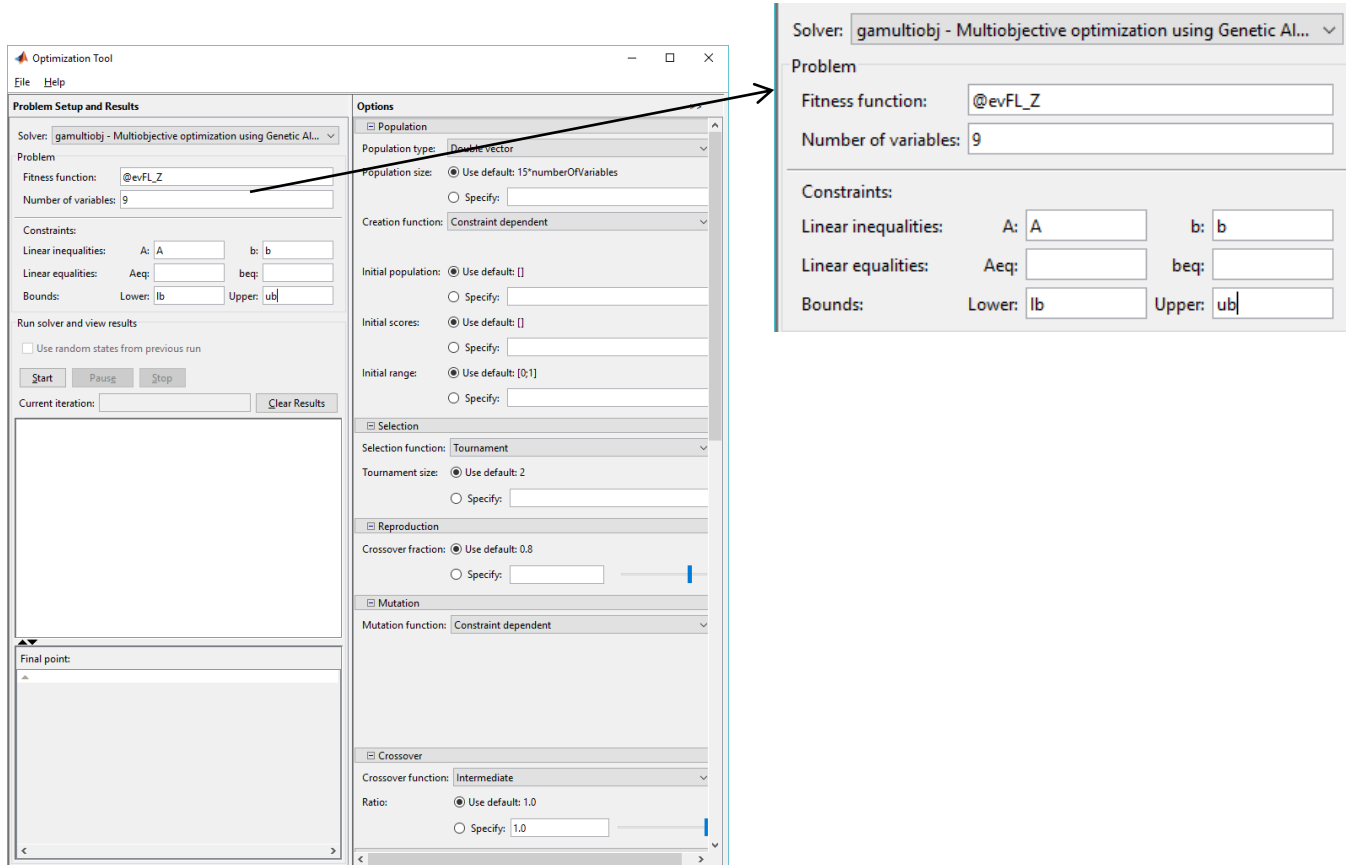 Optimization Tool
File Help
Problem Setup and Results
Solver: gamultiobj - Multiobjective optimization using Genetic Al...
Problem
Fitness function: @evFL_Z
Number of variables: 9
Constraints:
Linear inequalities: A: A b: b
Linear equalities: Aeq: beq:
Bounds: Lower: lb Upper: ub
Run solver and view results
Use random states from previous run
Start Pause Stop
Current iteration: Clear Results
Final point:
Options >>
Population
Population type: Double vector
Population size: Use default: 15*numberOfVariables
Specify:
Creation function: Constraint dependent
Initial population: Use default: []
Specify:
Initial scores: Use default: []
Specify:
Initial range: Use default: [0;1]
Specify:
Selection
Selection function: Tournament
Tournament size: Use default: 2
Specify:
Reproduction
Crossover fraction: Use default: 0.8
Specify:
Mutation
Mutation function: Constraint dependent
Crossover
Crossover function: Intermediate
Ratio: Use default: 1.0
Specify: 1.0
Solver: gamultiobj - Multiobjective optimization using Genetic Al...
Problem
Fitness function: @evFL_Z
Number of variables: 9
Constraints:
Linear inequalities: A: A b: b
Linear equalities: Aeq: beq:
Bounds: Lower: lb Upper: ub